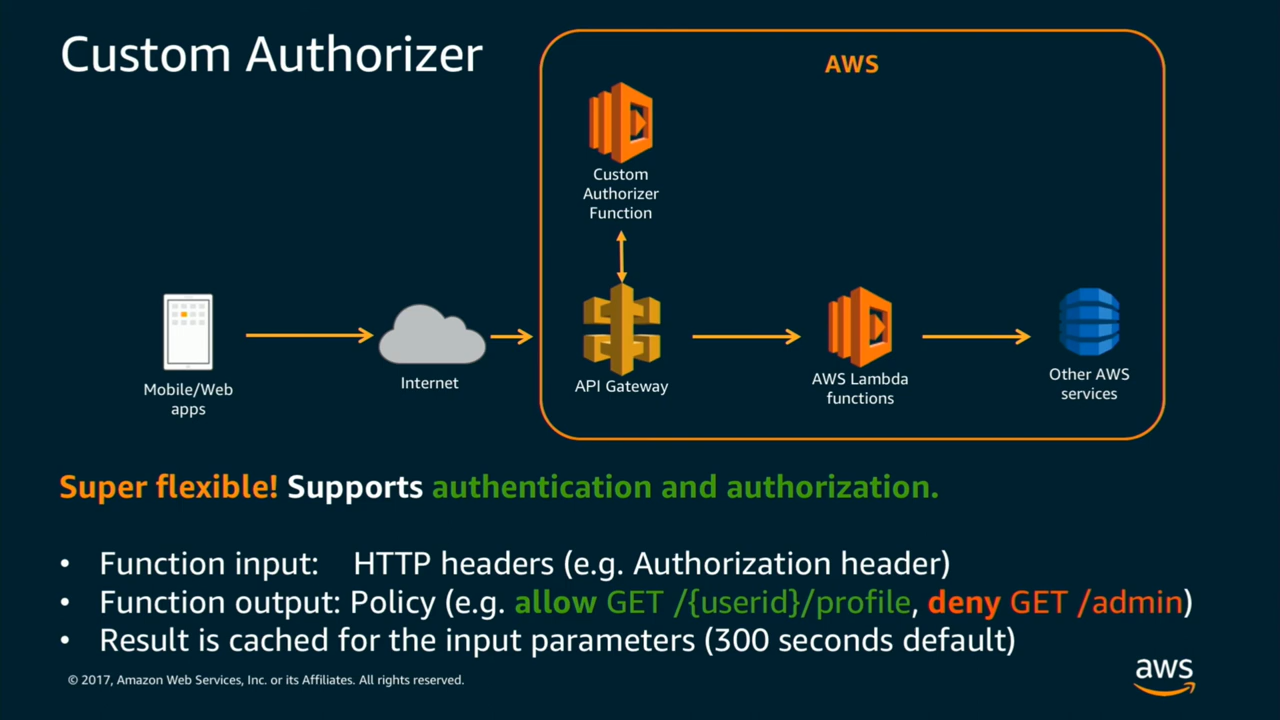 Custom Authorizer
AWS
Custom
Authorizer
Function
Mobile/Web
apps
Internet
API Gateway
AWS Lambda
functions
Other AWS
services
Super flexible! Supports authentication and authorization.
• Function input: HTTP headers (e.g. Authorization header)
• Function output: Policy (e.g. allow GET /{userid}/profile, deny GET /admin)
• Result is cached for the input parameters (300 seconds default)
© 2017, Amazon Web Services, Inc. or its Affiliates. All rights reserved.
aws